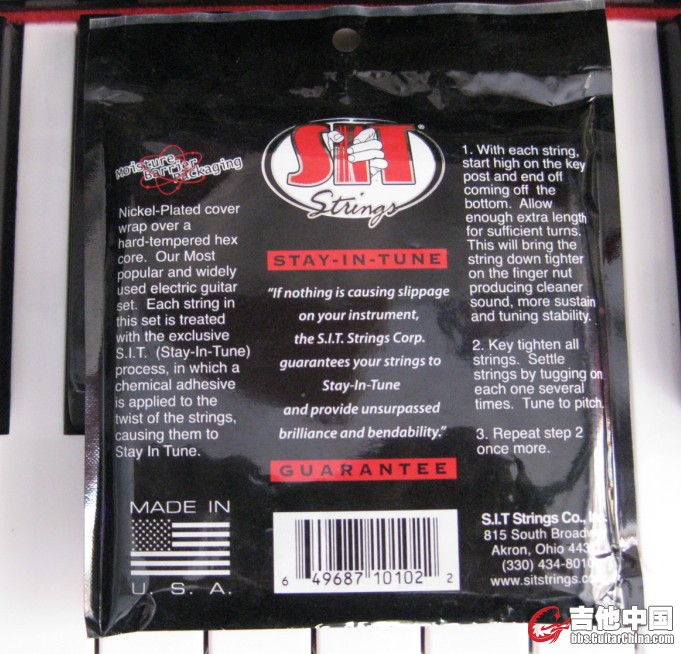 SIT
Strings
Moisture
Barrier
Packaging
Nickel-Plated cover
wrap over a
hard-tempered hex
core. Our Most
popular and widely
used electric guitar
set. Each string in
this set is treated
with the exclusive
S.I.T. (Stay-In-Tune)
process, in which a
chemical adhesive
is applied to the
twist of the strings,
causing them to
Stay In Tune.
MADE IN
U. S. A.
STAY-IN-TUNE
"If nothing is causing slippage
on your instrument,
the S.I.T. Strings Corp.
guarantees your strings to
Stay-In-Tune
and provide unsurpassed
brilliance and bendability."
GUARANTEE
6 49687 10102 2
1. With each string,
start high on the key
post and end off
coming off the
bottom. Allow
enough extra length
for sufficient turns.
This will bring the
string down tighter
on the finger nut
producing cleaner
sound, more sustain
and tuning stability.
2. Key tighten all
strings. Settle
strings by tugging on
each one several
times. Tune to pitch.
3. Repeat step 2
once more.
S.I.T Strings Co.,
815 South
Akron, Ohio
(330)
吉他中国
bbs.GuitarChina.com